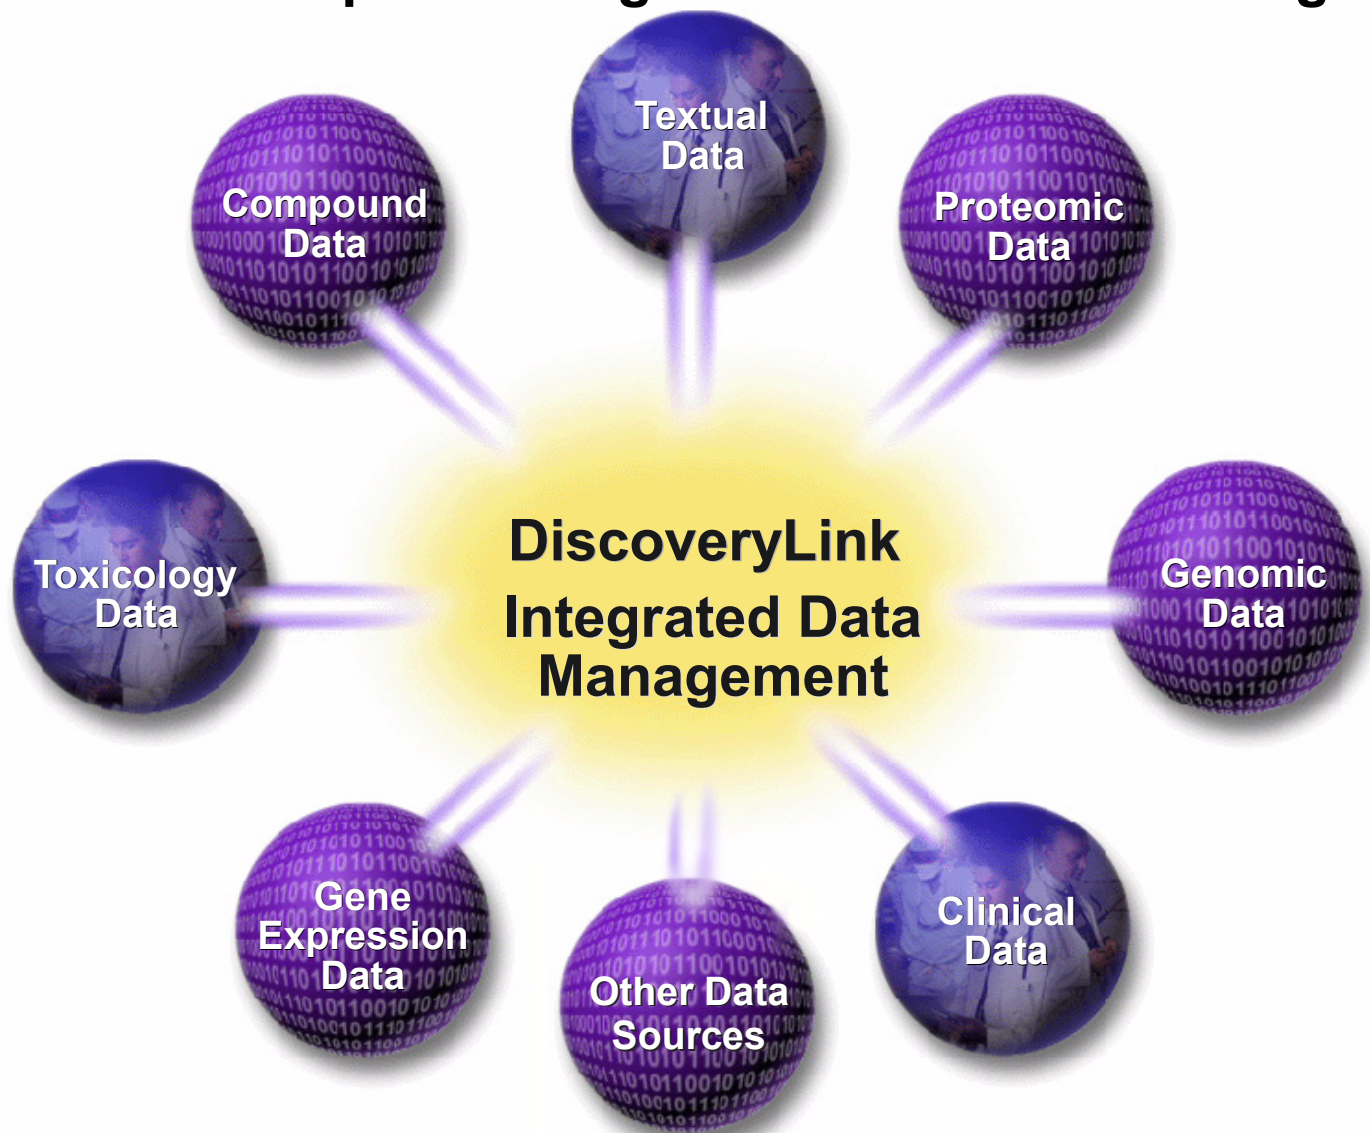 Textual
Data
Compound
Data
Proteomic
Data
DiscoveryLink
Integrated Data
Management
Toxicology
Data
Genomic
Data
Gene
Expression
Data
Clinical
Data
Other Data
Sources